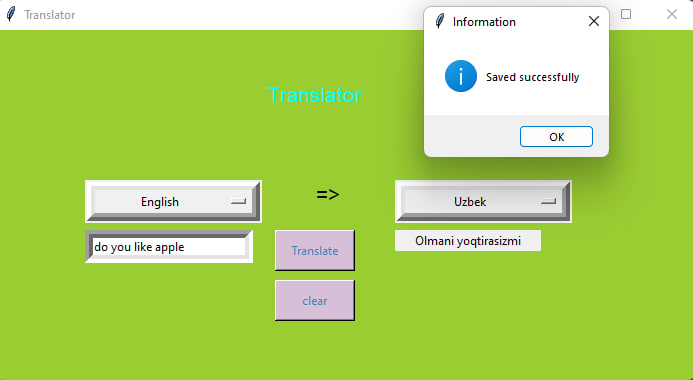 Translator
Information
Saved successfully
OK
Translator
English
=>
Uzbek
do you like apple
Translate
Olmani yoqtirasizmi
clear